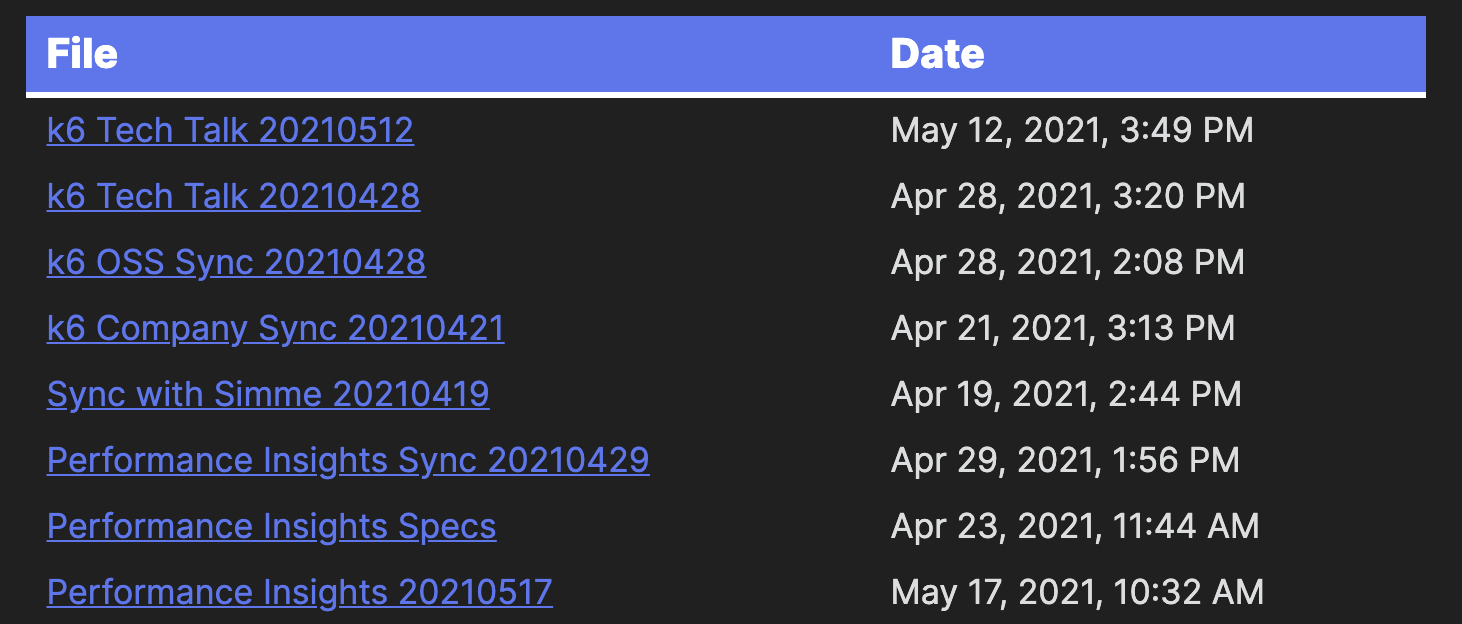 File Date
k6 Tech Talk 20210512 May 12, 2021, 3:49 PM
k6 Tech Talk 20210428 Apr 28, 2021, 3:20 PM
k6 OSS Sync 20210428 Apr 28, 2021, 2:08 PM
k6 Company Sync 20210421 Apr 21, 2021, 3:13 PM
Sync with Simme 20210419 Apr 19, 2021, 2:44 PM
Performance Insights Sync 20210429 Apr 29, 2021, 1:56 PM
Performance Insights Specs Apr 23, 2021, 11:44 AM
Performance Insights 20210517 May 17, 2021, 10:32 AM